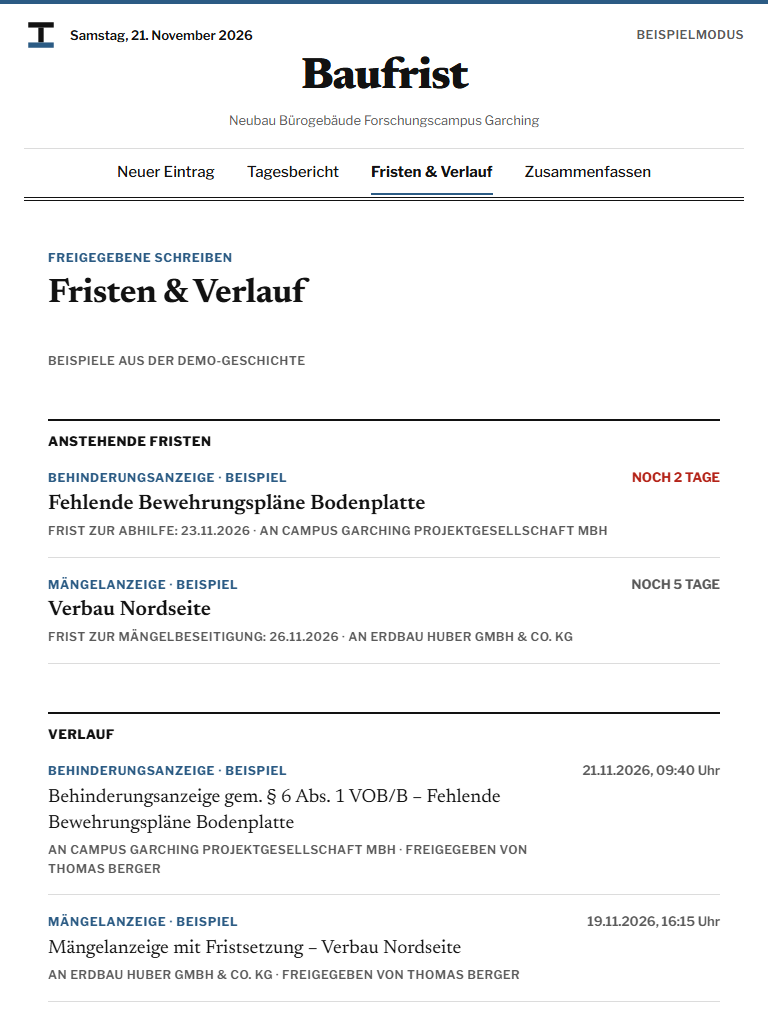 Samstag, 21. November 2026
BEISPIELMODUS
Baufrist
Neubau Bürogebäude Forschungscampus Garching
Neuer Eintrag
Tagesbericht
Fristen & Verlauf
Zusammenfassen
FREIGEGEBENE SCHREIBEN
Fristen & Verlauf
BEISPIELE AUS DER DEMO-GESCHICHTE
ANSTEHENDE FRISTEN
BEHINDERUNGSANZEIGE · BEISPIEL
NOCH 2 TAGE
Fehlende Bewehrungspläne Bodenplatte
FRIST ZUR ABHILFE: 23.11.2026 · AN CAMPUS GARCHING PROJEKTGESELLSCHAFT MBH
MÄNGELANZEIGE · BEISPIEL
NOCH 5 TAGE
Verbau Nordseite
FRIST ZUR MÄNGELBESEITIGUNG: 26.11.2026 · AN ERDBAU HUBER GMBH & CO. KG
VERLAUF
BEHINDERUNGSANZEIGE · BEISPIEL
21.11.2026, 09:40 Uhr
Behinderungsanzeige gem. § 6 Abs. 1 VOB/B – Fehlende
Bewehrungspläne Bodenplatte
AN CAMPUS GARCHING PROJEKTGESELLSCHAFT MBH · FREIGEGEBEN VON
THOMAS BERGER
MÄNGELANZEIGE · BEISPIEL
19.11.2026, 16:15 Uhr
Mängelanzeige mit Fristsetzung – Verbau Nordseite
AN ERDBAU HUBER GMBH & CO. KG · FREIGEGEBEN VON THOMAS BERGER